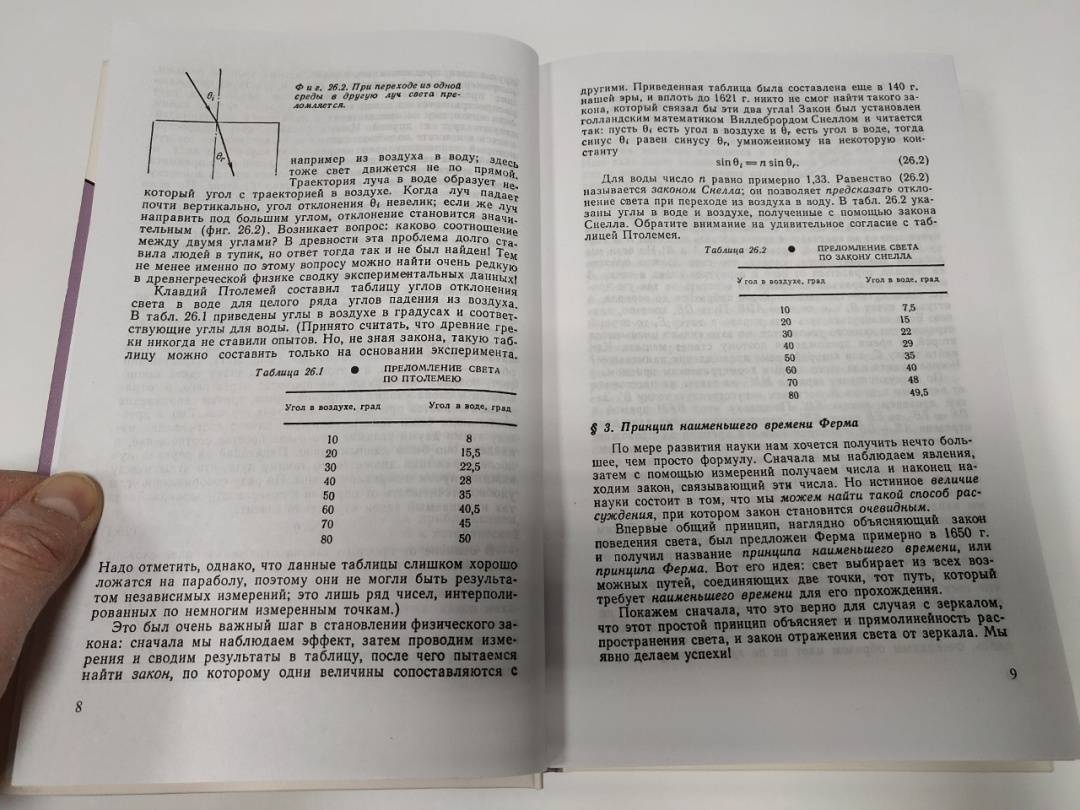 θi
θr
Фиг. 26.2. При переходе из одной
среды в другую луч света пре-
ломляется.
например из воздуха в воду; здесь
тоже свет движется не по прямой.
Траектория луча в воде образует не-
который угол с траекторией в воздухе. Когда луч падает
почти вертикально, угол отклонения θi невелик; если же луч
направить под большим углом, отклонение становится значи-
тельным (фиг. 26.2). Возникает вопрос: каково соотношение
между двумя углами? В древности эта проблема долго ста-
вила людей в тупик, но ответ тогда так и не был найден! Тем
не менее именно по этому вопросу можно найти очень редкую
в древнегреческой физике сводку экспериментальных данных!
Клавдий Птолемей составил таблицу углов отклонения
света в воде для целого ряда углов падения из воздуха.
В табл. 26.1 приведены углы в воздухе в градусах и соответ-
ствующие углы для воды. (Принято считать, что древние гре-
ки никогда не ставили опытов. Но, не зная закона, такую таб-
лицу можно составить только на основании эксперимента.
Таблица 26.1 ● ПРЕЛОМЛЕНИЕ СВЕТА
ПО ПТОЛЕМЕЮ
Угол в воздухе, град Угол в воде, град
10 8
20 15,5
30 22,5
40 28
50 35
60 40,5
70 45
80 50
Надо отметить, однако, что данные таблицы слишком хорошо
ложатся на параболу, поэтому они не могли быть результа-
том независимых измерений; это лишь ряд чисел, интерполи-
рованных по немногим измеренным точкам.)
Это был очень важный шаг в становлении физического за-
кона: сначала мы наблюдаем эффект, затем проводим изме-
рения и сводим результаты в таблицу, после чего пытаемся
найти закон, по которому одни величины сопоставляются с
8
другими. Приведенная таблица была составлена еще в 140 г.
нашей эры, и вплоть до 1621 г. никто не смог найти такого за-
кона, который связал бы эти два угла! Закон был установлен
голландским математиком Виллебрордом Снеллом и читается
так: пусть θi есть угол в воздухе и θr есть угол в воде, тогда
синус θi равен синусу θr, умноженному на некоторую кон-
станту
sin θi = n sin θr. (26.2)
Для воды число n равно примерно 1,33. Равенство (26.2)
называется законом Снелла; он позволяет предсказать откло-
нение света при переходе из воздуха в воду. В табл. 26.2 ука-
заны углы в воде и воздухе, полученные с помощью закона
Снелла. Обратите внимание на удивительное согласие с таб-
лицей Птолемея.
Таблица 26.2 ● ПРЕЛОМЛЕНИЕ СВЕТА
ПО ЗАКОНУ СНЕЛЛА
Угол в воздухе, град Угол в воде, град
10 7,5
20 15
30 22
40 29
50 35
60 40
70 48
80 49,5
§ 3. Принцип наименьшего времени Ферма
По мере развития науки нам хочется получить нечто боль-
шее, чем просто формулу. Сначала мы наблюдаем явления,
затем с помощью измерений получаем числа и наконец на-
ходим закон, связывающий эти числа. Но истинное величие
науки состоит в том, что мы можем найти такой способ рас-
суждения, при котором закон становится очевидным.
Впервые общий принцип, наглядно объясняющий закон
поведения света, был предложен Ферма примерно в 1650 г.
и получил название принципа наименьшего времени, или
принципа Ферма. Вот его идея: свет выбирает из всех воз-
можных путей, соединяющих две точки, тот путь, который
требует наименьшего времени для его прохождения.
Покажем сначала, что это верно для случая с зеркалом,
что этот простой принцип объясняет и прямолинейность рас-
пространения света, и закон отражения света от зеркала. Мы
явно делаем успехи!
9